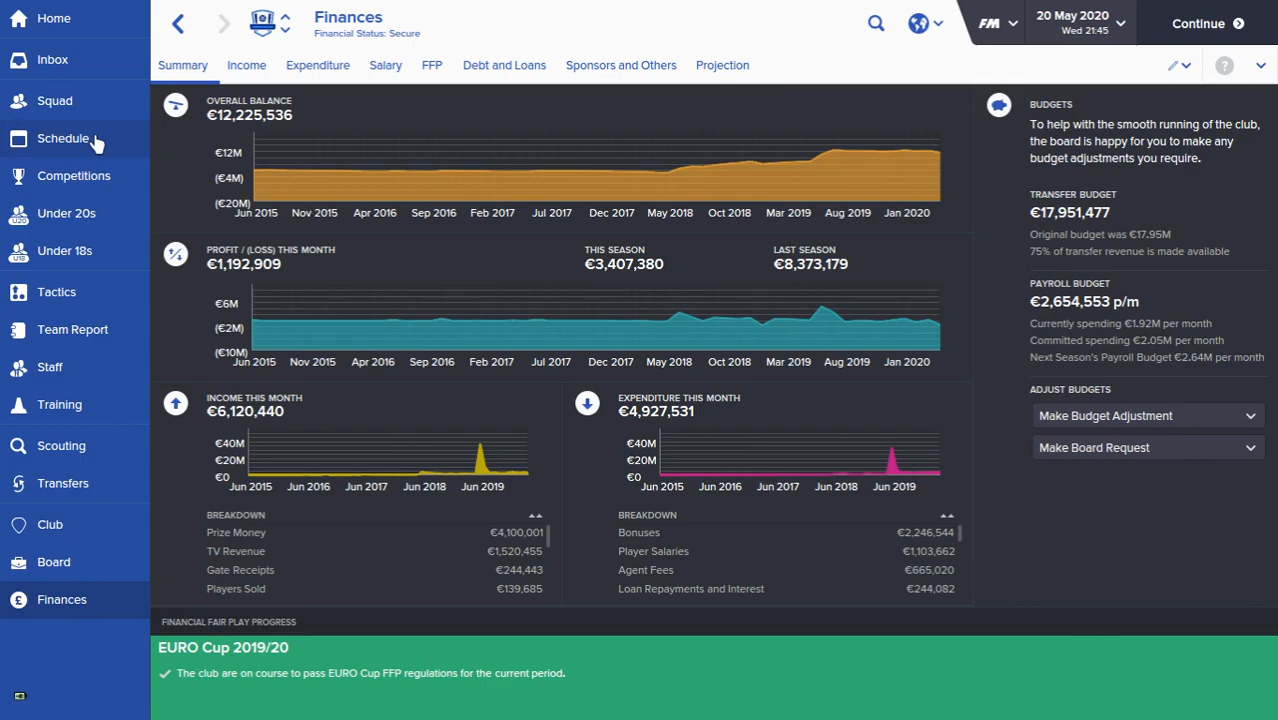 Home
Inbox
Squad
Schedule
Competitions
Under 20s
U20
Under 18s
U18
Tactics
Team Report
Staff
Training
Scouting
Transfers
Club
Board
£ Finances
Finances
Financial Status: Secure
FM
20 May 2020
Wed 21:45
Continue
Summary Income Expenditure Salary FFP Debt and Loans Sponsors and Others Projection
?
OVERALL BALANCE
€12,225,536
€12M
(€4M)
(€20M)
Jun 2015 Nov 2015 Apr 2016 Sep 2016 Feb 2017 Jul 2017 Dec 2017 May 2018 Oct 2018 Mar 2019 Aug 2019 Jan 2020
PROFIT / (LOSS) THIS MONTH
€1,192,909
THIS SEASON
€3,407,380
LAST SEASON
€8,373,179
€6M
(€2M)
(€10M)
Jun 2015 Nov 2015 Apr 2016 Sep 2016 Feb 2017 Jul 2017 Dec 2017 May 2018 Oct 2018 Mar 2019 Aug 2019 Jan 2020
INCOME THIS MONTH
€6,120,440
€40M
€20M
€0
Jun 2015 Jun 2016 Jun 2017 Jun 2018 Jun 2019
BREAKDOWN
Prize Money €4,100,001
TV Revenue €1,520,455
Gate Receipts €244,443
Players Sold €139,685
EXPENDITURE THIS MONTH
€4,927,531
€40M
€20M
€0
Jun 2015 Jun 2016 Jun 2017 Jun 2018 Jun 2019
BREAKDOWN
Bonuses €2,246,544
Player Salaries €1,103,662
Agent Fees €665,020
Loan Repayments and Interest €244,082
BUDGETS
To help with the smooth running of the club,
the board is happy for you to make any
budget adjustments you require.
TRANSFER BUDGET
€17,951,477
Original budget was €17.95M
75% of transfer revenue is made available
PAYROLL BUDGET
€2,654,553 p/m
Currently spending €1.92M per month
Committed spending €2.05M per month
Next Season's Payroll Budget €2.64M per month
ADJUST BUDGETS
Make Budget Adjustment
Make Board Request
FINANCIAL FAIR PLAY PROGRESS
EURO Cup 2019/20
The club are on course to pass EURO Cup FFP regulations for the current period.